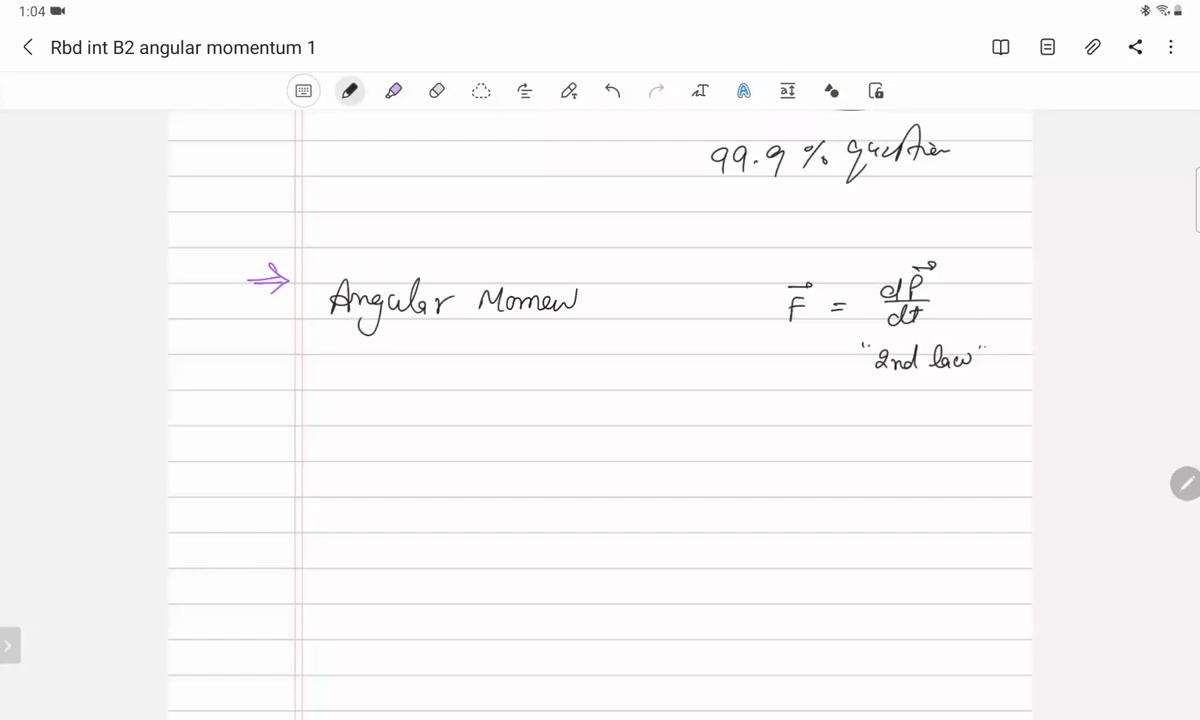 1:04
Rbd int B2 angular momentum 1
99.9 % question
⇒ Angular Momen
F⃗ = dP⃗/dt
"2nd law"